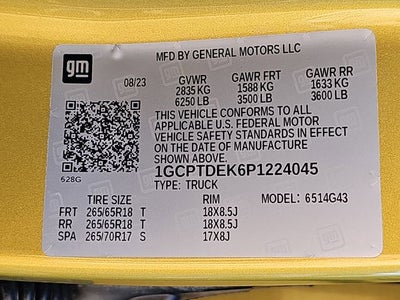 gm
MFD BY GENERAL MOTORS LLC
08/23 GVWR GAWR FRT GAWR RR
2835 KG 1588 KG 1633 KG
6250 LB 3500 LB 3600 LB
THIS VEHICLE CONFORMS TO ALL
APPLICABLE U.S. FEDERAL MOTOR
VEHICLE SAFETY STANDARDS IN EFFECT
ON THE DATE OF MANUFACTURE
SHOWN ABOVE.
628G
1GCPTDEK6P1224045
TYPE: TRUCK
TIRE SIZE RIM MODEL: 6514G43
FRT 265/65R18 T 18X8.5J
RR 265/65R18 T 18X8.5J
SPA 265/70R17 S 17X8J